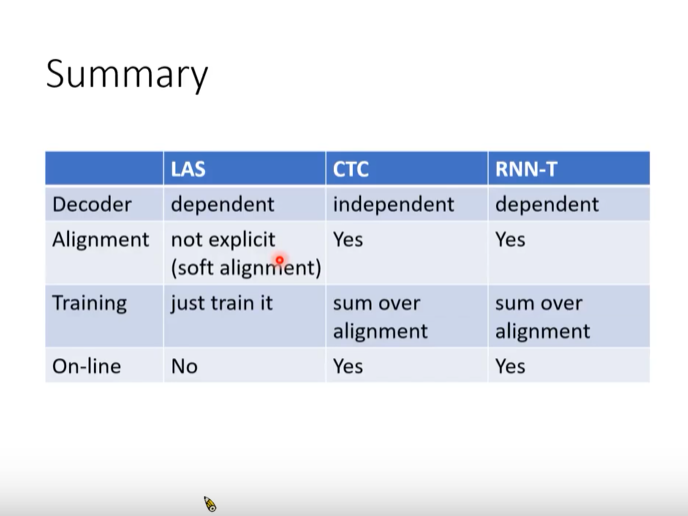 Summary
LAS CTC RNN-T
Decoder dependent independent dependent
Alignment not explicit Yes Yes
(soft alignment)
Training just train it sum over sum over
alignment alignment
On-line No Yes Yes